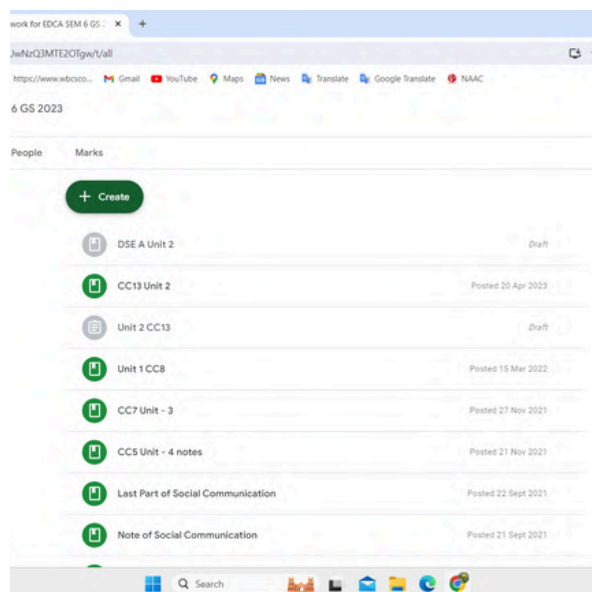 work for EDCA SEM 6 GS 2
JwNzQ3MTE2OTgw/t/all
https://www.wbcsco... Gmail YouTube Maps News Translate Google Translate NAAC
6 GS 2023
People Marks
+ Create
DSE A Unit 2 Draft
CC13 Unit 2 Posted 20 Apr 2023
Unit 2 CC13 Draft
Unit 1 CC8 Posted 15 Mar 2022
CC7 Unit - 3 Posted 27 Nov 2021
CC5 Unit - 4 notes Posted 21 Nov 2021
Last Part of Social Communication Posted 22 Sept 2021
Note of Social Communication Posted 21 Sept 2021
Search